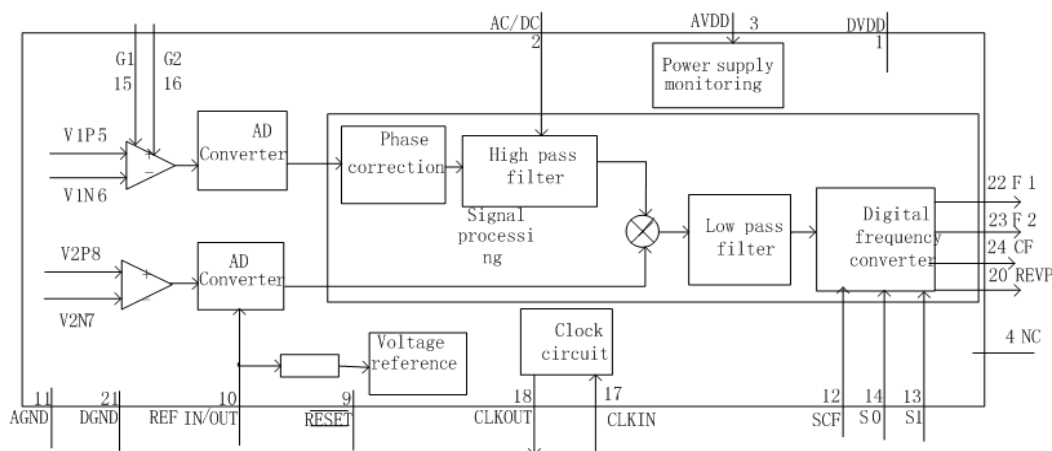 AC/DC
2
AVDD 3
DVDD
1
G1
15
G2
16
Power supply
monitoring
V1P5
V1N6
AD
Converter
Phase
correction
High pass
filter
Signal
processi
ng
Low pass
filter
Digital
frequency
converter
22 F1
23 F2
24 CF
20 REVP
V2P8
V2N7
AD
Converter
Voltage
reference
Clock
circuit
4 NC
11
AGND
21
DGND
10
REF IN/OUT
9
RESET
18
CLKOUT
17
CLKIN
12
SCF
14
S0
13
S1
+
−
+
−